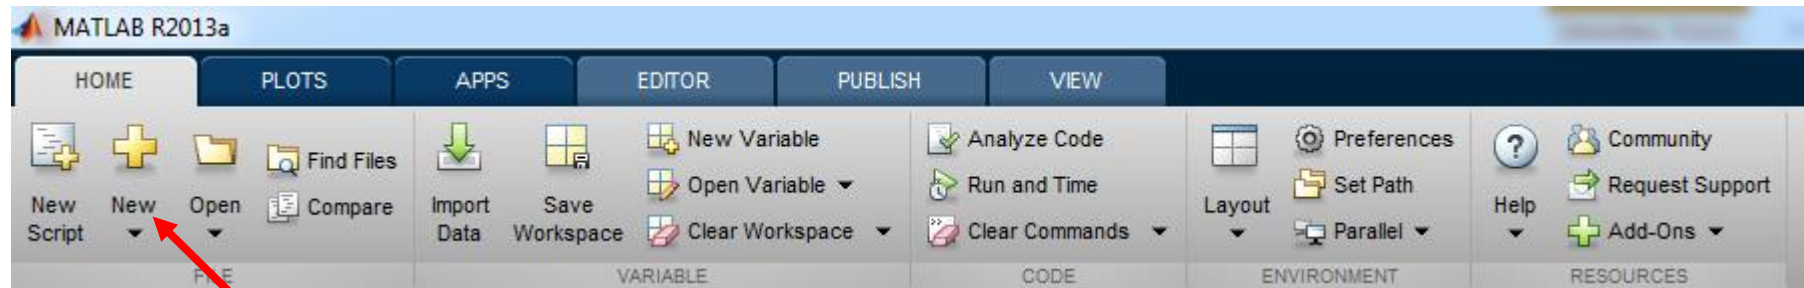 MATLAB R2013a
HOME
PLOTS
APPS
EDITOR
PUBLISH
VIEW
New
Script
New
Open
Find Files
Compare
Import
Data
Save
Workspace
New Variable
Open Variable
Clear Workspace
Analyze Code
Run and Time
Clear Commands
Layout
Preferences
Set Path
Parallel
Help
Community
Request Support
Add-Ons
FILE
VARIABLE
CODE
ENVIRONMENT
RESOURCES